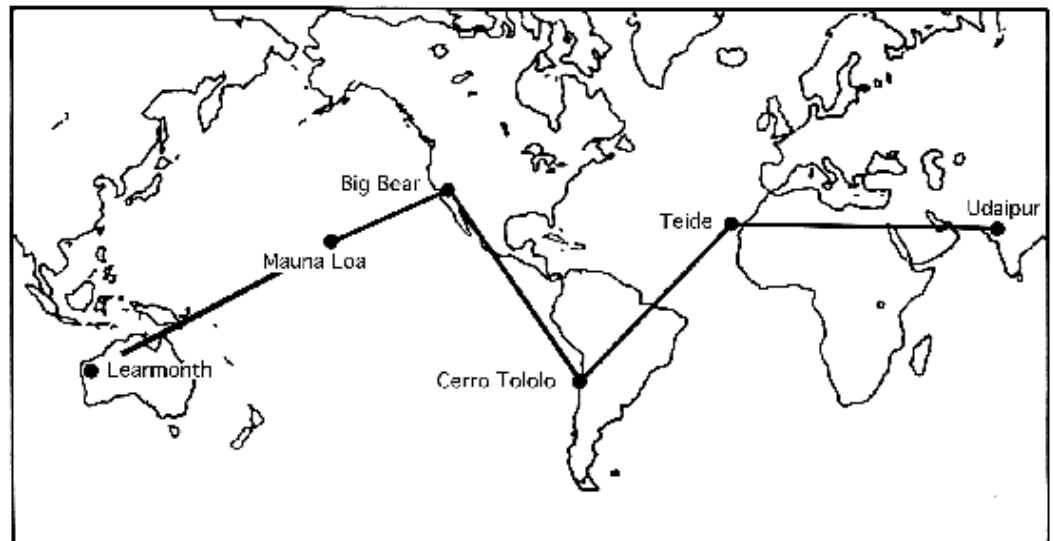 Big Bear
Udaipur
Teide
Mauna Loa
Learmonth
Cerro Tololo